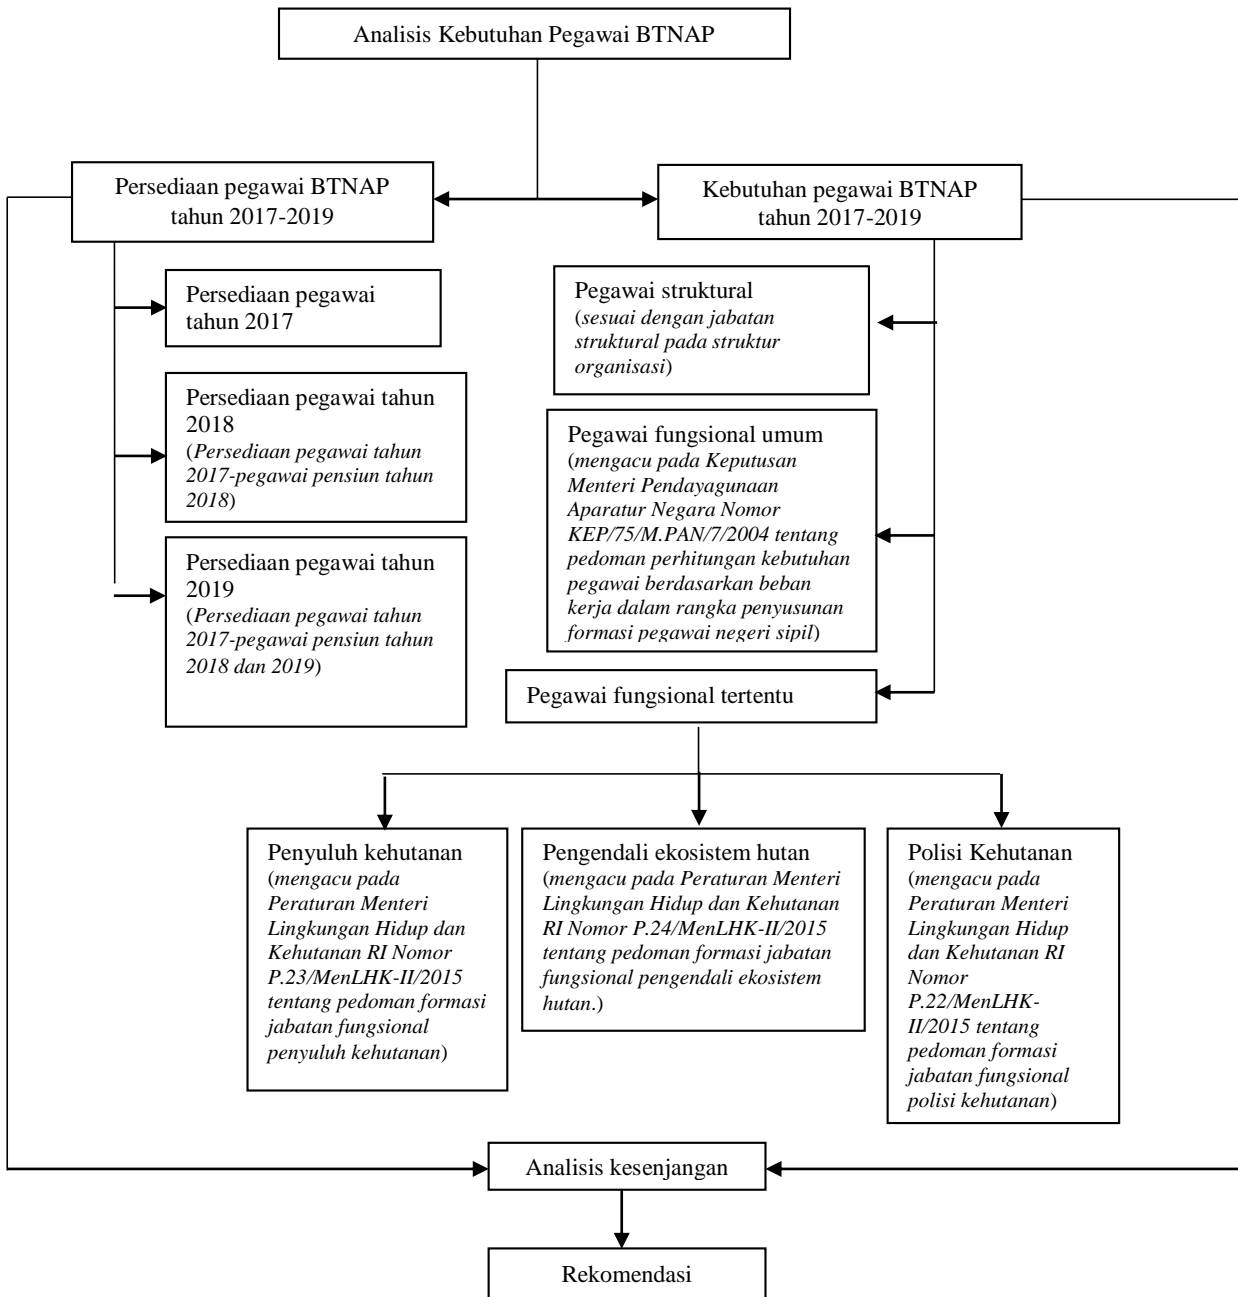 Analisis Kebutuhan Pegawai BTNAP
Persediaan pegawai BTNAP
tahun 2017-2019
Kebutuhan pegawai BTNAP
tahun 2017-2019
Persediaan pegawai
tahun 2017
Persediaan pegawai tahun
2018
(Persediaan pegawai tahun
2017-pegawai pensiun tahun
2018)
Persediaan pegawai tahun
2019
(Persediaan pegawai tahun
2017-pegawai pensiun tahun
2018 dan 2019)
Pegawai struktural
(sesuai dengan jabatan
struktural pada struktur
organisasi)
Pegawai fungsional umum
(mengacu pada Keputusan
Menteri Pendayagunaan
Aparatur Negara Nomor
KEP/75/M.PAN/7/2004 tentang
pedoman perhitungan kebutuhan
pegawai berdasarkan beban
kerja dalam rangka penyusunan
formasi pegawai negeri sipil)
Pegawai fungsional tertentu
Penyuluh kehutanan
(mengacu pada
Peraturan Menteri
Lingkungan Hidup dan
Kehutanan RI Nomor
P.23/MenLHK-II/2015
tentang pedoman formasi
jabatan fungsional
penyuluh kehutanan)
Pengendali ekosistem hutan
(mengacu pada Peraturan Menteri
Lingkungan Hidup dan Kehutanan
RI Nomor P.24/MenLHK-II/2015
tentang pedoman formasi jabatan
fungsional pengendali ekosistem
hutan.)
Polisi Kehutanan
(mengacu pada
Peraturan Menteri
Lingkungan Hidup
dan Kehutanan RI
Nomor
P.22/MenLHK-
II/2015 tentang
pedoman formasi
jabatan fungsional
polisi kehutanan)
Analisis kesenjangan
Rekomendasi